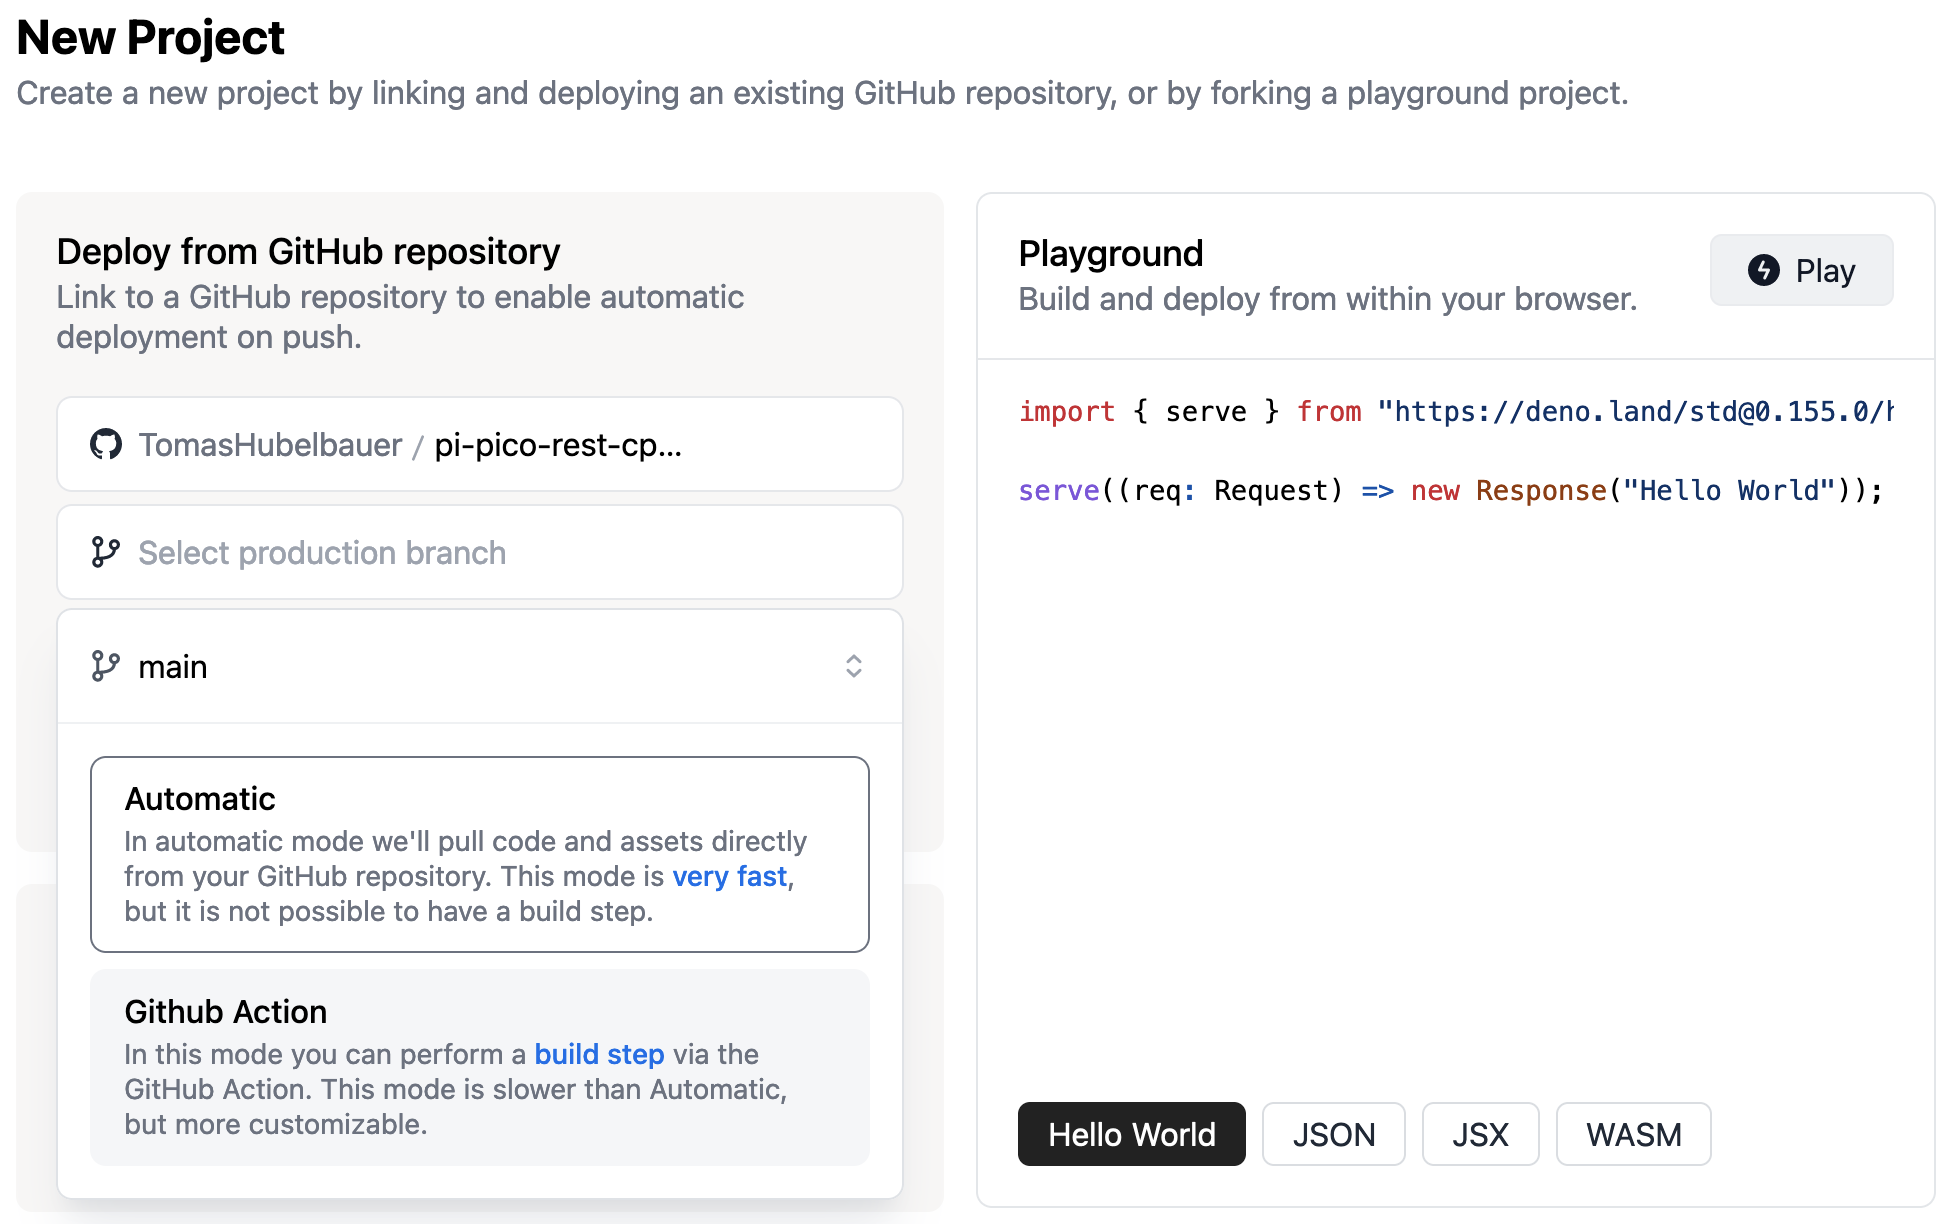 New Project
Create a new project by linking and deploying an existing GitHub repository, or by forking a playground project.
Deploy from GitHub repository
Link to a GitHub repository to enable automatic
deployment on push.
TomasHubelbauer / pi-pico-rest-cp...
Select production branch
main
Automatic
In automatic mode we'll pull code and assets directly
from your GitHub repository. This mode is very fast,
but it is not possible to have a build step.
Github Action
In this mode you can perform a build step via the
GitHub Action. This mode is slower than Automatic,
but more customizable.
Playground
Build and deploy from within your browser.
Play
import { serve } from "https://deno.land/std@0.155.0/h
serve((req: Request) => new Response("Hello World"));
Hello World
JSON
JSX
WASM